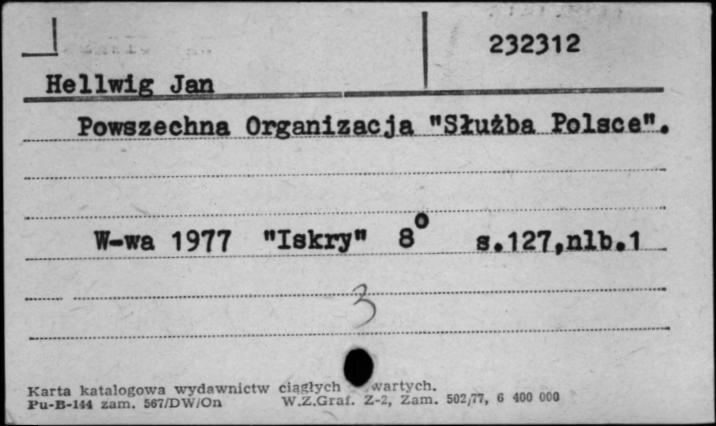 232312
Hellwig Jan
Powszechna Organizacja "Służba Polsce".
W-wa 1977 "Iskry" 8° s.127,nlb.1
3
Karta katalogowa wydawnictw ciągłych wartych.
Pu-B-144 zam. 567/DW/On W.Z.Graf. Z-2, Zam. 502/77, 6 400 000